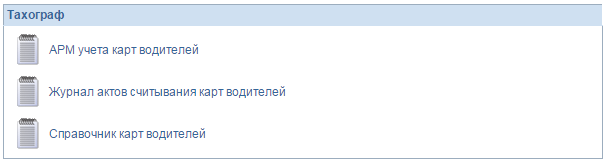 Тахограф
АРМ учета карт водителей
Журнал актов считывания карт водителей
Справочник карт водителей